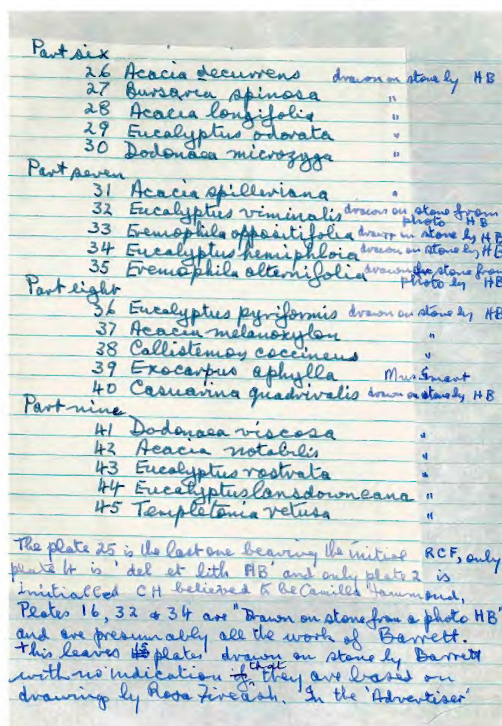 Part six
26 Acacia decurrens drawn on stone by HB
27 Bursaria spinosa "
28 Acacia longifolia "
29 Eucalyptus odorata "
30 Dodonaea microzyga "
Part seven
31 Acacia spilleriana "
32 Eucalyptus viminalis drawn on stone from photo HB
33 Eremophila oppositifolia drawn on stone by HB
34 Eucalyptus hemiphloia drawn on stone by HB
35 Eremophila alternifolia drawn on stone from photo by HB
Part eight
36 Eucalyptus pyriformis drawn on stone by HB
37 Acacia melanoxylon "
38 Callistemon coccineus "
39 Exocarpus aphylla Mrs Smart
40 Casuarina quadrivalis drawn on stone by HB
Part nine
41 Dodonaea viscosa "
42 Acacia notabilis "
43 Eucalyptus rostrata "
44 Eucalyptus lansdowneana "
45 Templetonia retusa "
The plate 25 is the last one bearing the initial RCF, only
plate 4 is 'del et lith HB' and only plate 2 is
initialled CH believed to be Camilla Hammond.
Plates 16, 32 & 34 are "Drawn on stone from a photo HB"
and are presumably all the work of Barrett.
This leaves plates drawn on stone by Barrett
with no indication that they are based on
drawing by Rosa Fiveash. In the 'Advertiser'